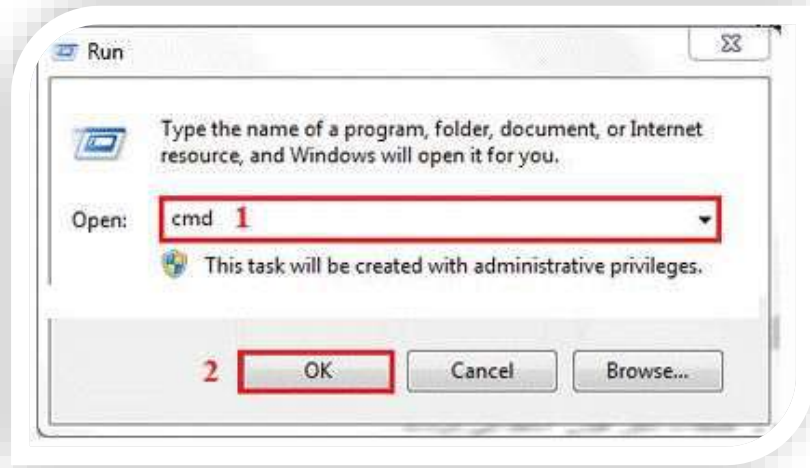 Run
Type the name of a program, folder, document, or Internet
resource, and Windows will open it for you.
Open: cmd 1
This task will be created with administrative privileges.
2 OK Cancel Browse...